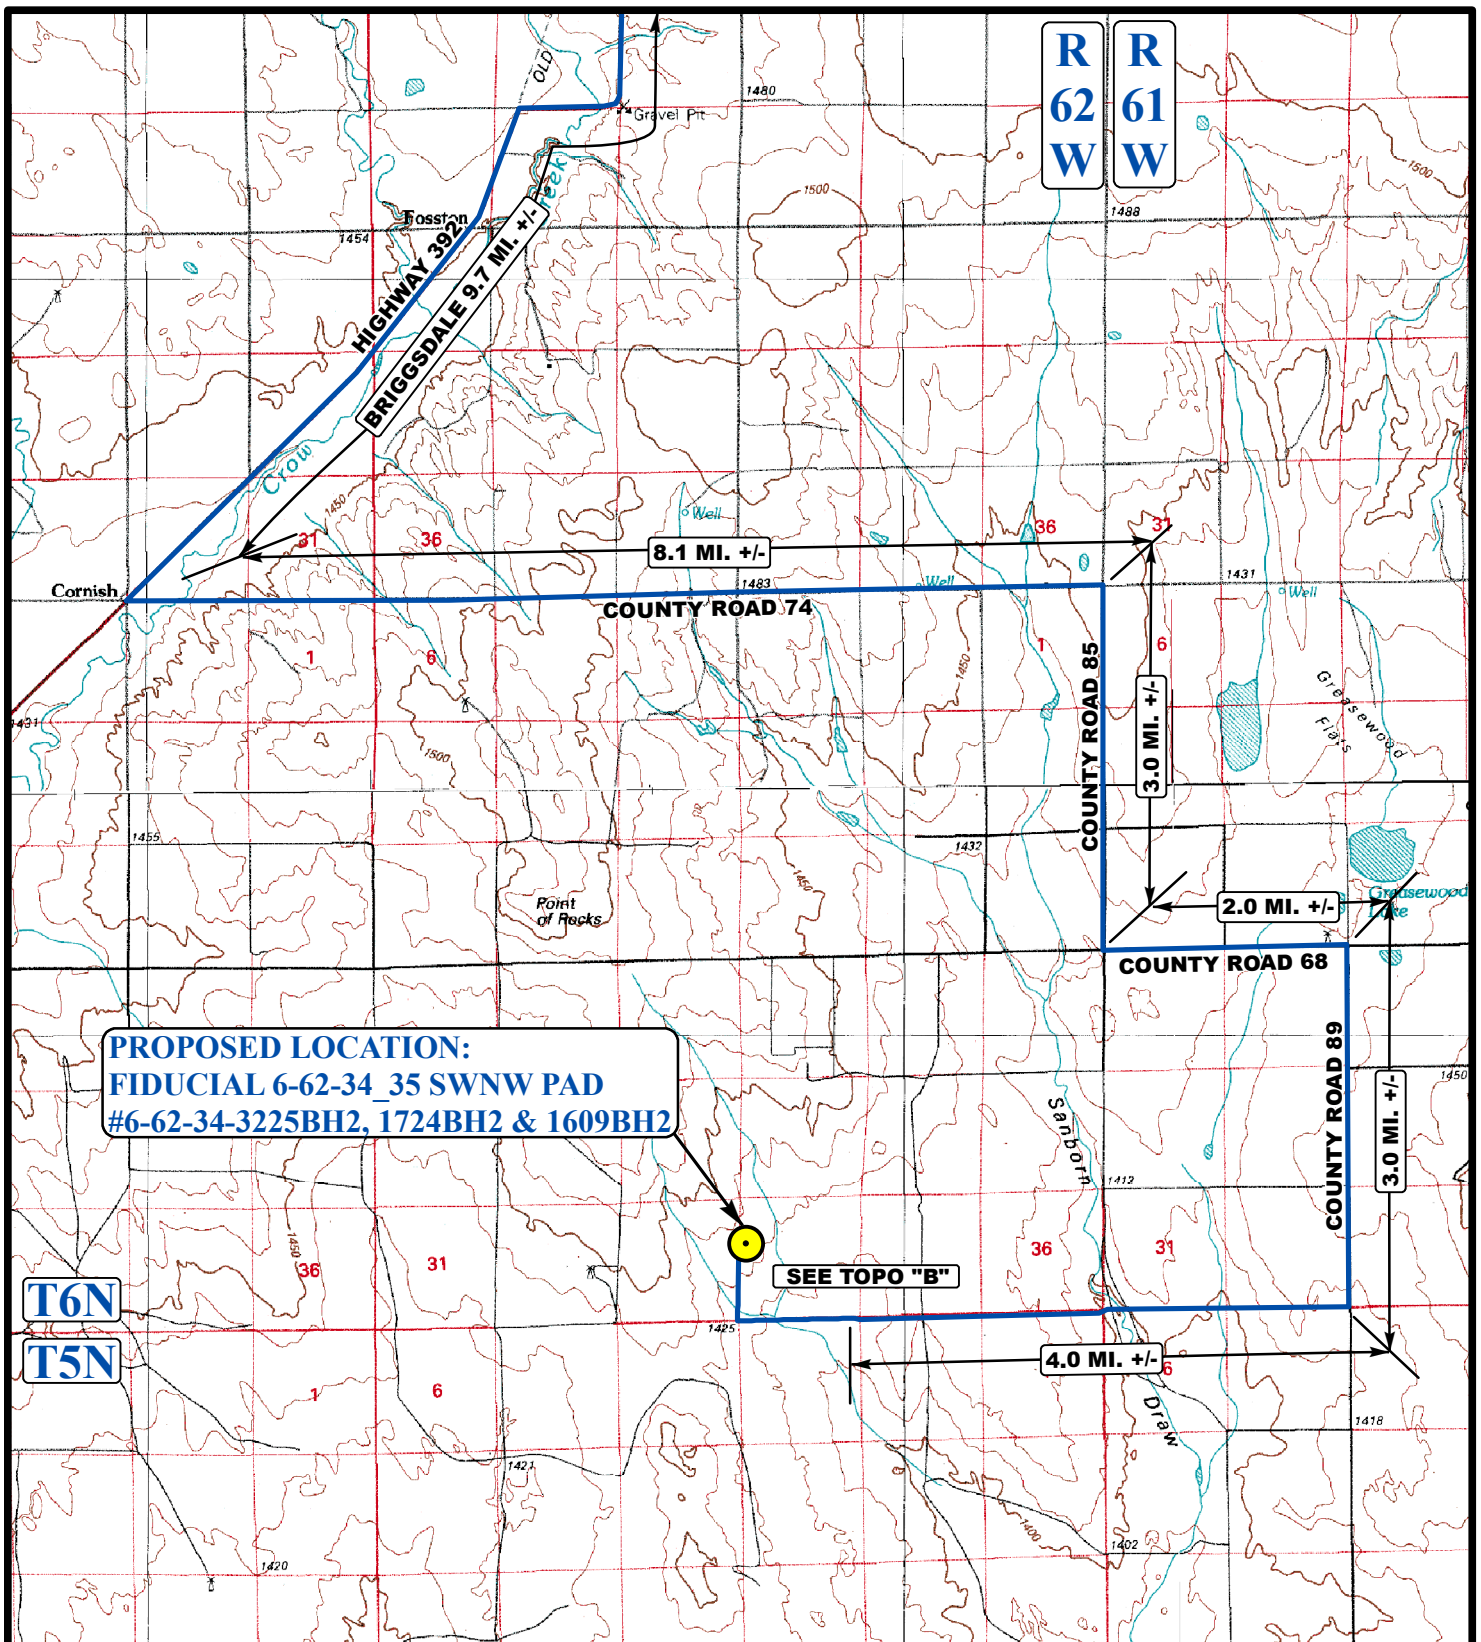 R
62
W
R
61
W
OLD
1480
Gravel Pit
1500
1500
Fosston
1454
1488
Creek
HIGHWAY 392
BRIGGSDALE 9.7 MI. +/-
Crow
1450
Well
31
36
36
31
8.1 MI. +/-
Cornish
1483
Well
1431
Well
COUNTY ROAD 74
1
6
1
6
1450
COUNTY ROAD 85
3.0 MI. +/-
Greasewood
Flats
1431
1500
1455
1432
1450
Point
of Rocks
2.0 MI. +/-
Greasewood
Lake
COUNTY ROAD 68
PROPOSED LOCATION:
FIDUCIAL 6-62-34_35 SWNW PAD
#6-62-34-3225BH2, 1724BH2 & 1609BH2
COUNTY ROAD 89
1450
3.0 MI. +/-
Sanborn
1412
1450
36
31
36
31
SEE TOPO "B"
T6N
1425
T5N
4.0 MI. +/-
6
1
6
Draw
1418
1421
1400
1402
1420